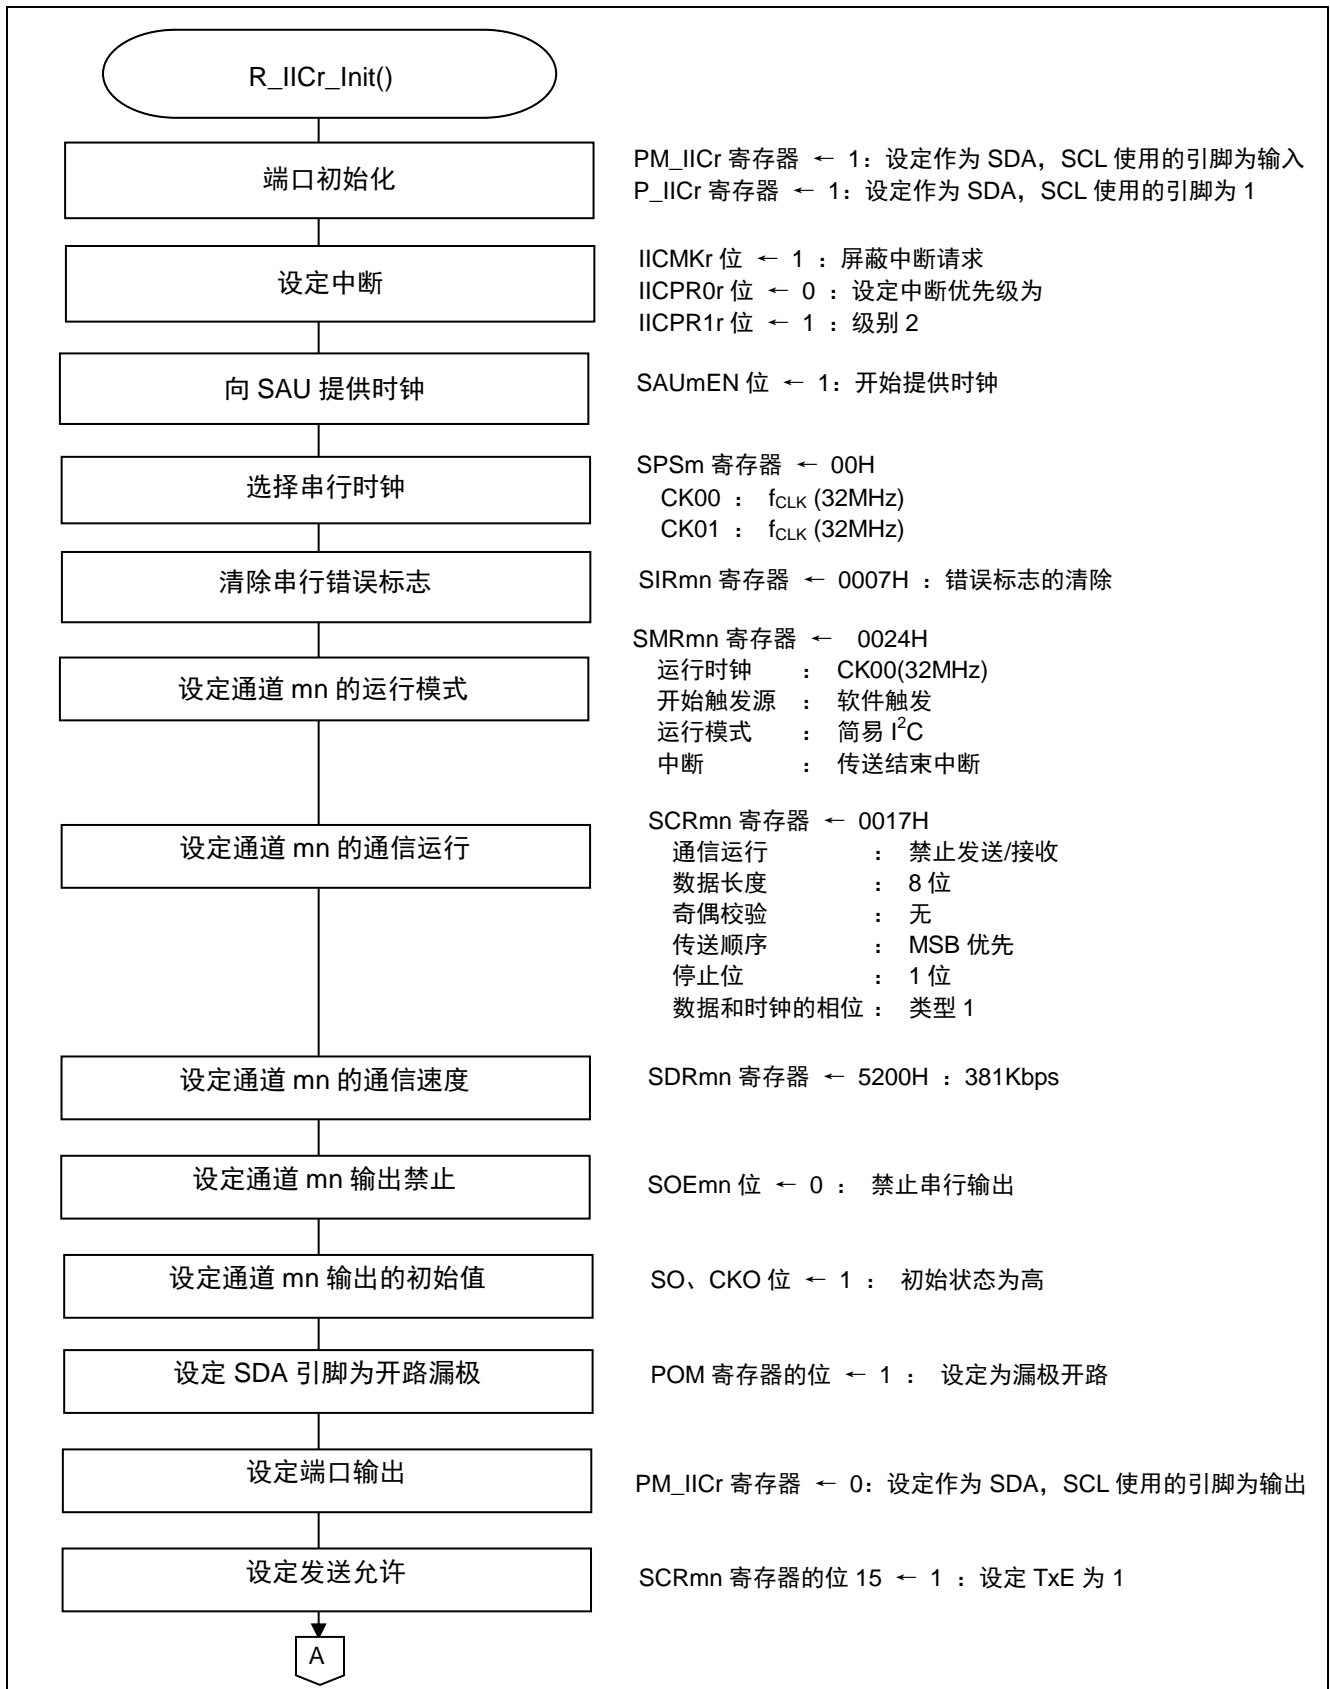 R_IICr_Init()
端口初始化
PM_IICr 寄存器 ← 1：设定作为 SDA，SCL 使用的引脚为输入
P_IICr 寄存器 ← 1：设定作为 SDA，SCL 使用的引脚为 1
设定中断
IICMKr 位 ← 1 ：屏蔽中断请求
IICPR0r 位 ← 0 ：设定中断优先级为
IICPR1r 位 ← 1 ：级别 2
向 SAU 提供时钟
SAUmEN 位 ← 1：开始提供时钟
选择串行时钟
SPSm 寄存器 ← 00H
CK00 ： fCLK (32MHz)
CK01 ： fCLK (32MHz)
清除串行错误标志
SIRmn 寄存器 ← 0007H ：错误标志的清除
设定通道 mn 的运行模式
SMRmn 寄存器 ← 0024H
运行时钟 ： CK00(32MHz)
开始触发源 ： 软件触发
运行模式 ： 简易 I²C
中断 ： 传送结束中断
设定通道 mn 的通信运行
SCRmn 寄存器 ← 0017H
通信运行 ： 禁止发送/接收
数据长度 ： 8 位
奇偶校验 ： 无
传送顺序 ： MSB 优先
停止位 ： 1 位
数据和时钟的相位 ： 类型 1
设定通道 mn 的通信速度
SDRmn 寄存器 ← 5200H ：381Kbps
设定通道 mn 输出禁止
SOEmn 位 ← 0 ： 禁止串行输出
设定通道 mn 输出的初始值
SO、CKO 位 ← 1 ： 初始状态为高
设定 SDA 引脚为开路漏极
POM 寄存器的位 ← 1 ： 设定为漏极开路
设定端口输出
PM_IICr 寄存器 ← 0：设定作为 SDA，SCL 使用的引脚为输出
设定发送允许
SCRmn 寄存器的位 15 ← 1 ：设定 TxE 为 1
A